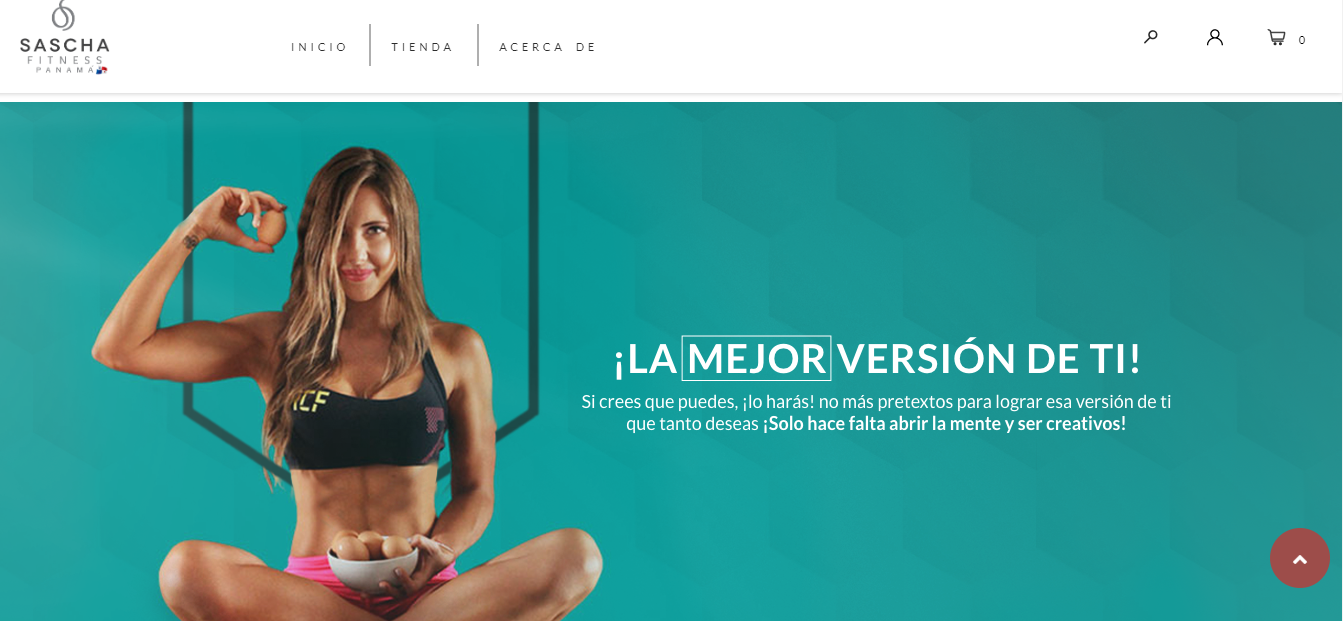 SASCHA
FITNESS
PANAMÁ
INICIO
TIENDA
ACERCA DE
0
¡LA MEJOR VERSIÓN DE TI!
Si crees que puedes, ¡lo harás! no más pretextos para lograr esa versión de ti
que tanto deseas ¡Solo hace falta abrir la mente y ser creativos!